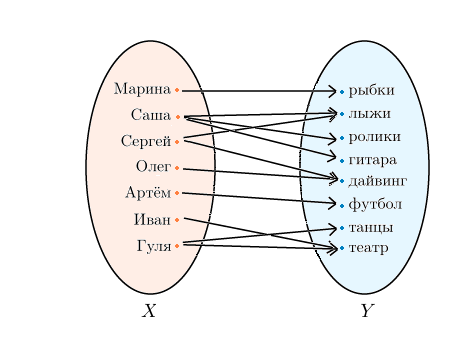 Марина
Саша
Сергей
Олег
Артём
Иван
Гуля
рыбки
лыжи
ролики
гитара
дайвинг
футбол
танцы
театр
X
Y